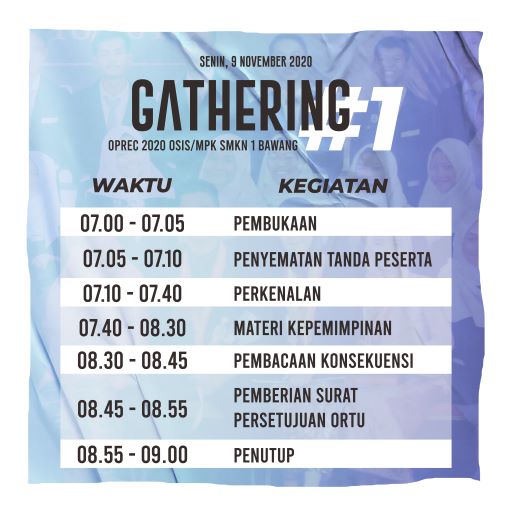 SENIN, 9 NOVEMBER 2020
GATHERING
#1
OPREC 2020 OSIS/MPK SMKN 1 BAWANG
WAKTU KEGIATAN
07.00 - 07.05 PEMBUKAAN
07.05 - 07.10 PENYEMATAN TANDA PESERTA
07.10 - 07.40 PERKENALAN
07.40 - 08.30 MATERI KEPEMIMPINAN
08.30 - 08.45 PEMBACAAN KONSEKUENSI
08.45 - 08.55 PEMBERIAN SURAT
PERSETUJUAN ORTU
08.55 - 09.00 PENUTUP